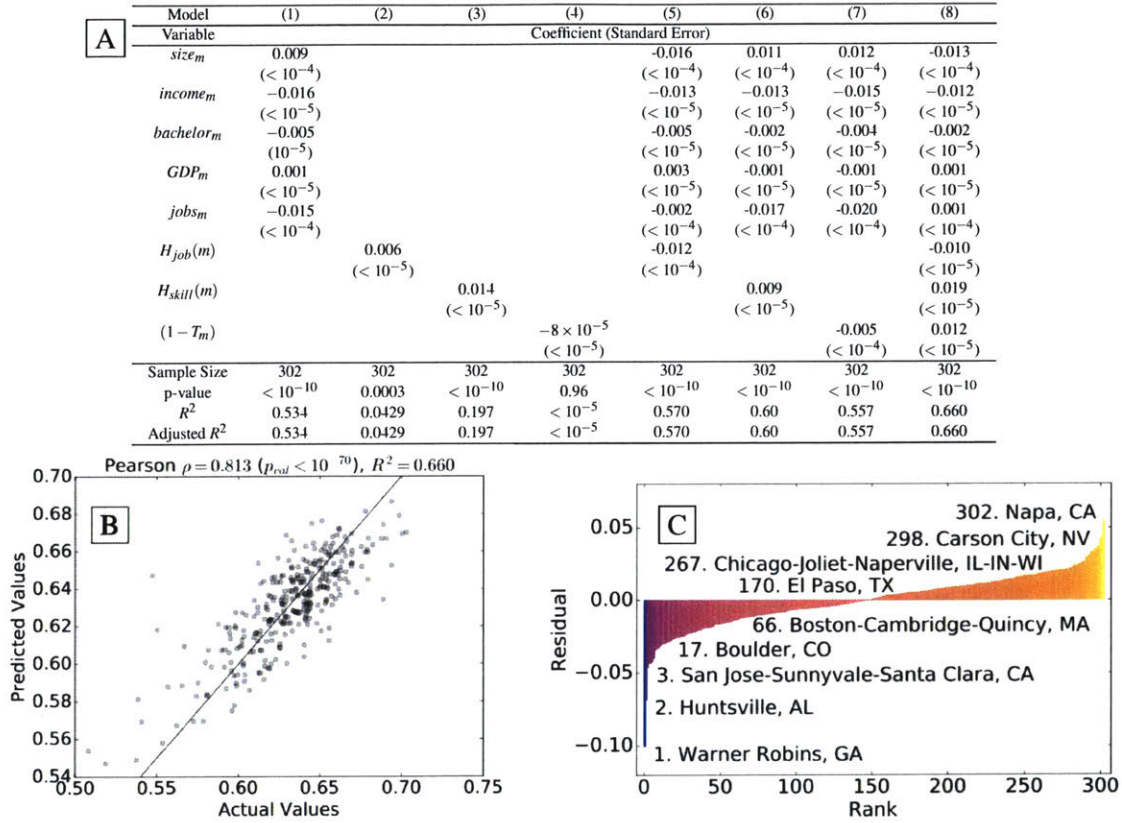 A
Model (1) (2) (3) (4) (5) (6) (7) (8)
Variable Coefficient (Standard Error)
size_m 0.009 -0.016 0.011 0.012 -0.013
(< 10^{-4}) (< 10^{-4}) (< 10^{-4}) (< 10^{-4}) (< 10^{-4})
income_m −0.016 -0.013 -0.013 -0.015 -0.012
(< 10^{-5}) (< 10^{-5}) (< 10^{-5}) (< 10^{-5}) (< 10^{-5})
bachelor_m −0.005 -0.005 -0.002 -0.004 -0.002
(10^{-5}) (< 10^{-5}) (< 10^{-5}) (< 10^{-5}) (< 10^{-5})
GDP_m 0.001 0.003 -0.001 -0.001 0.001
(< 10^{-5}) (< 10^{-5}) (< 10^{-5}) (< 10^{-5}) (< 10^{-5})
jobs_m −0.015 -0.002 -0.017 -0.020 0.001
(< 10^{-4}) (< 10^{-4}) (< 10^{-4}) (< 10^{-4}) (< 10^{-4})
H_{job}(m) 0.006 -0.012 -0.010
(< 10^{-5}) (< 10^{-4}) (< 10^{-5})
H_{skill}(m) 0.014 0.009 0.019
(< 10^{-5}) (< 10^{-5}) (< 10^{-5})
(1 − T_m) −8 × 10^{-5} -0.005 0.012
(< 10^{-5}) (< 10^{-4}) (< 10^{-5})
Sample Size 302 302 302 302 302 302 302 302
p-value < 10^{-10} 0.0003 < 10^{-10} 0.96 < 10^{-10} < 10^{-10} < 10^{-10} < 10^{-10}
R^2 0.534 0.0429 0.197 < 10^{-5} 0.570 0.60 0.557 0.660
Adjusted R^2 0.534 0.0429 0.197 < 10^{-5} 0.570 0.60 0.557 0.660
Pearson ρ = 0.813 (p_{val} < 10^{-70}), R^2 = 0.660
B
Predicted Values
0.70
0.68
0.66
0.64
0.62
0.60
0.58
0.56
0.54
0.50 0.55 0.60 0.65 0.70 0.75
Actual Values
C
Residual
0.05
0.00
−0.05
−0.10
302. Napa, CA
298. Carson City, NV
267. Chicago-Joliet-Naperville, IL-IN-WI
170. El Paso, TX
66. Boston-Cambridge-Quincy, MA
17. Boulder, CO
3. San Jose-Sunnyvale-Santa Clara, CA
2. Huntsville, AL
1. Warner Robins, GA
0 50 100 150 200 250 300
Rank